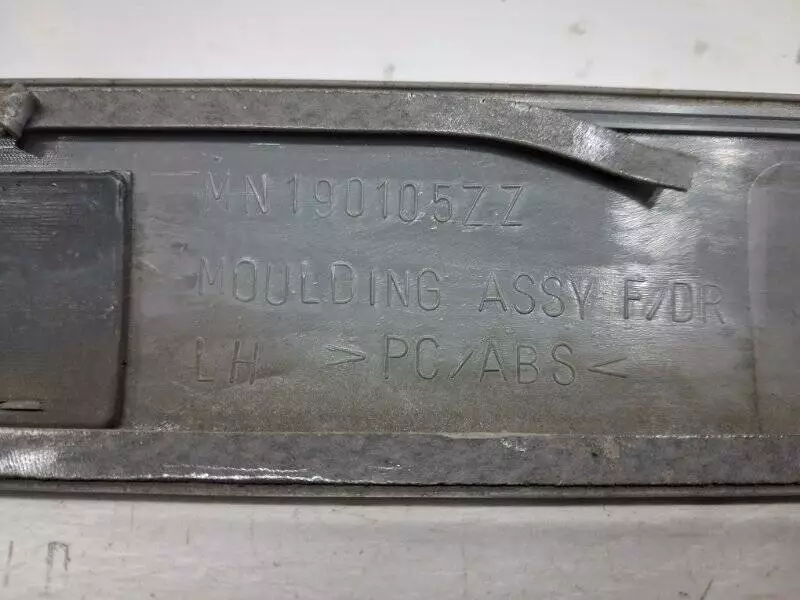 MN190105ZZ
MOULDING ASSY F/DR
LH >PC/ABS<